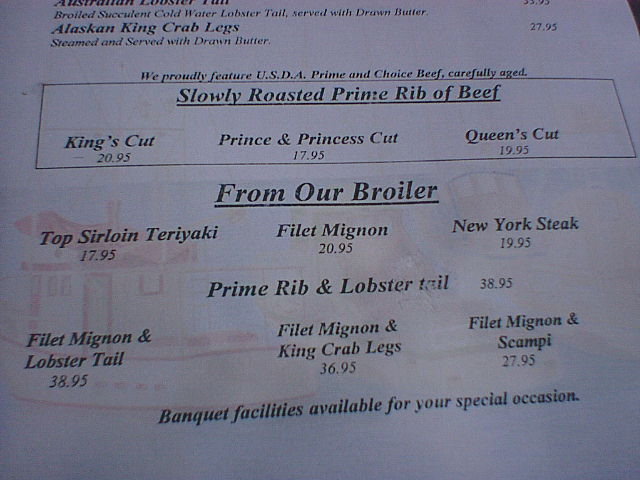 Australian Lobster Tail 33.95
Broiled Succulent Cold Water Lobster Tail, served with Drawn Butter.
Alaskan King Crab Legs 27.95
Steamed and Served with Drawn Butter.
We proudly feature U.S.D.A. Prime and Choice Beef, carefully aged.
Slowly Roasted Prime Rib of Beef
King's Cut Prince & Princess Cut Queen's Cut
20.95 17.95 19.95
From Our Broiler
Top Sirloin Teriyaki Filet Mignon New York Steak
17.95 20.95 19.95
Prime Rib & Lobster tail 38.95
Filet Mignon & Filet Mignon & Filet Mignon &
Lobster Tail King Crab Legs Scampi
38.95 36.95 27.95
Banquet facilities available for your special occasion.